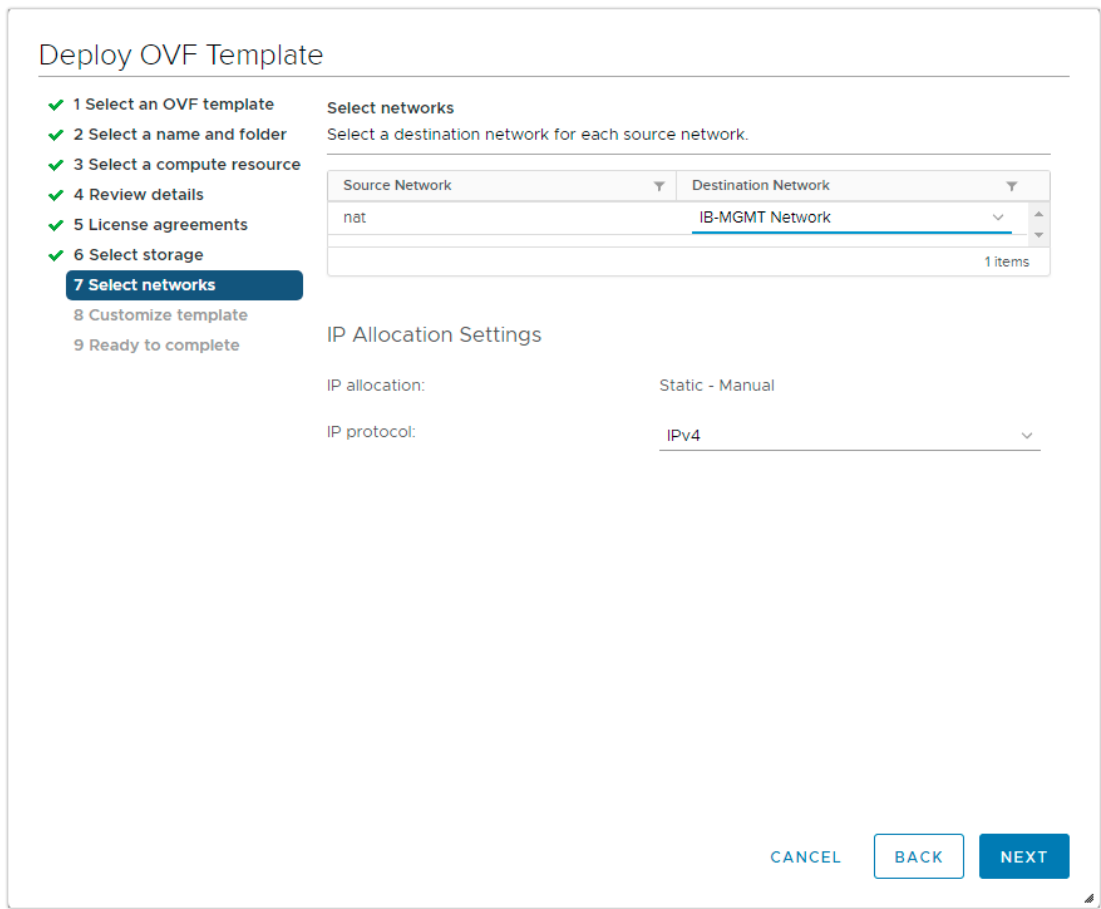 Deploy OVF Template
1 Select an OVF template
2 Select a name and folder
3 Select a compute resource
4 Review details
5 License agreements
6 Select storage
7 Select networks
8 Customize template
9 Ready to complete
Select networks
Select a destination network for each source network.
Source Network Destination Network
nat IB-MGMT Network
1 items
IP Allocation Settings
IP allocation: Static - Manual
IP protocol: IPv4
CANCEL BACK NEXT